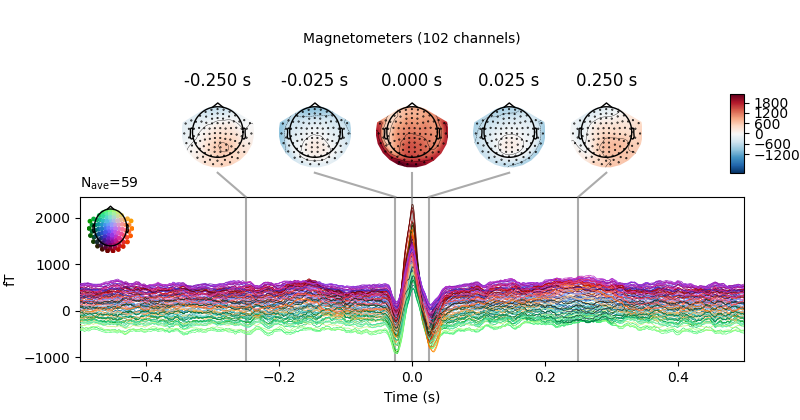 Magnetometers (102 channels)
-0.250 s -0.025 s 0.000 s 0.025 s 0.250 s
1800
1200
600
0
−600
−1200
Nave=59
2000
1000
0
−1000
fT
−0.4 −0.2 0.0 0.2 0.4
Time (s)